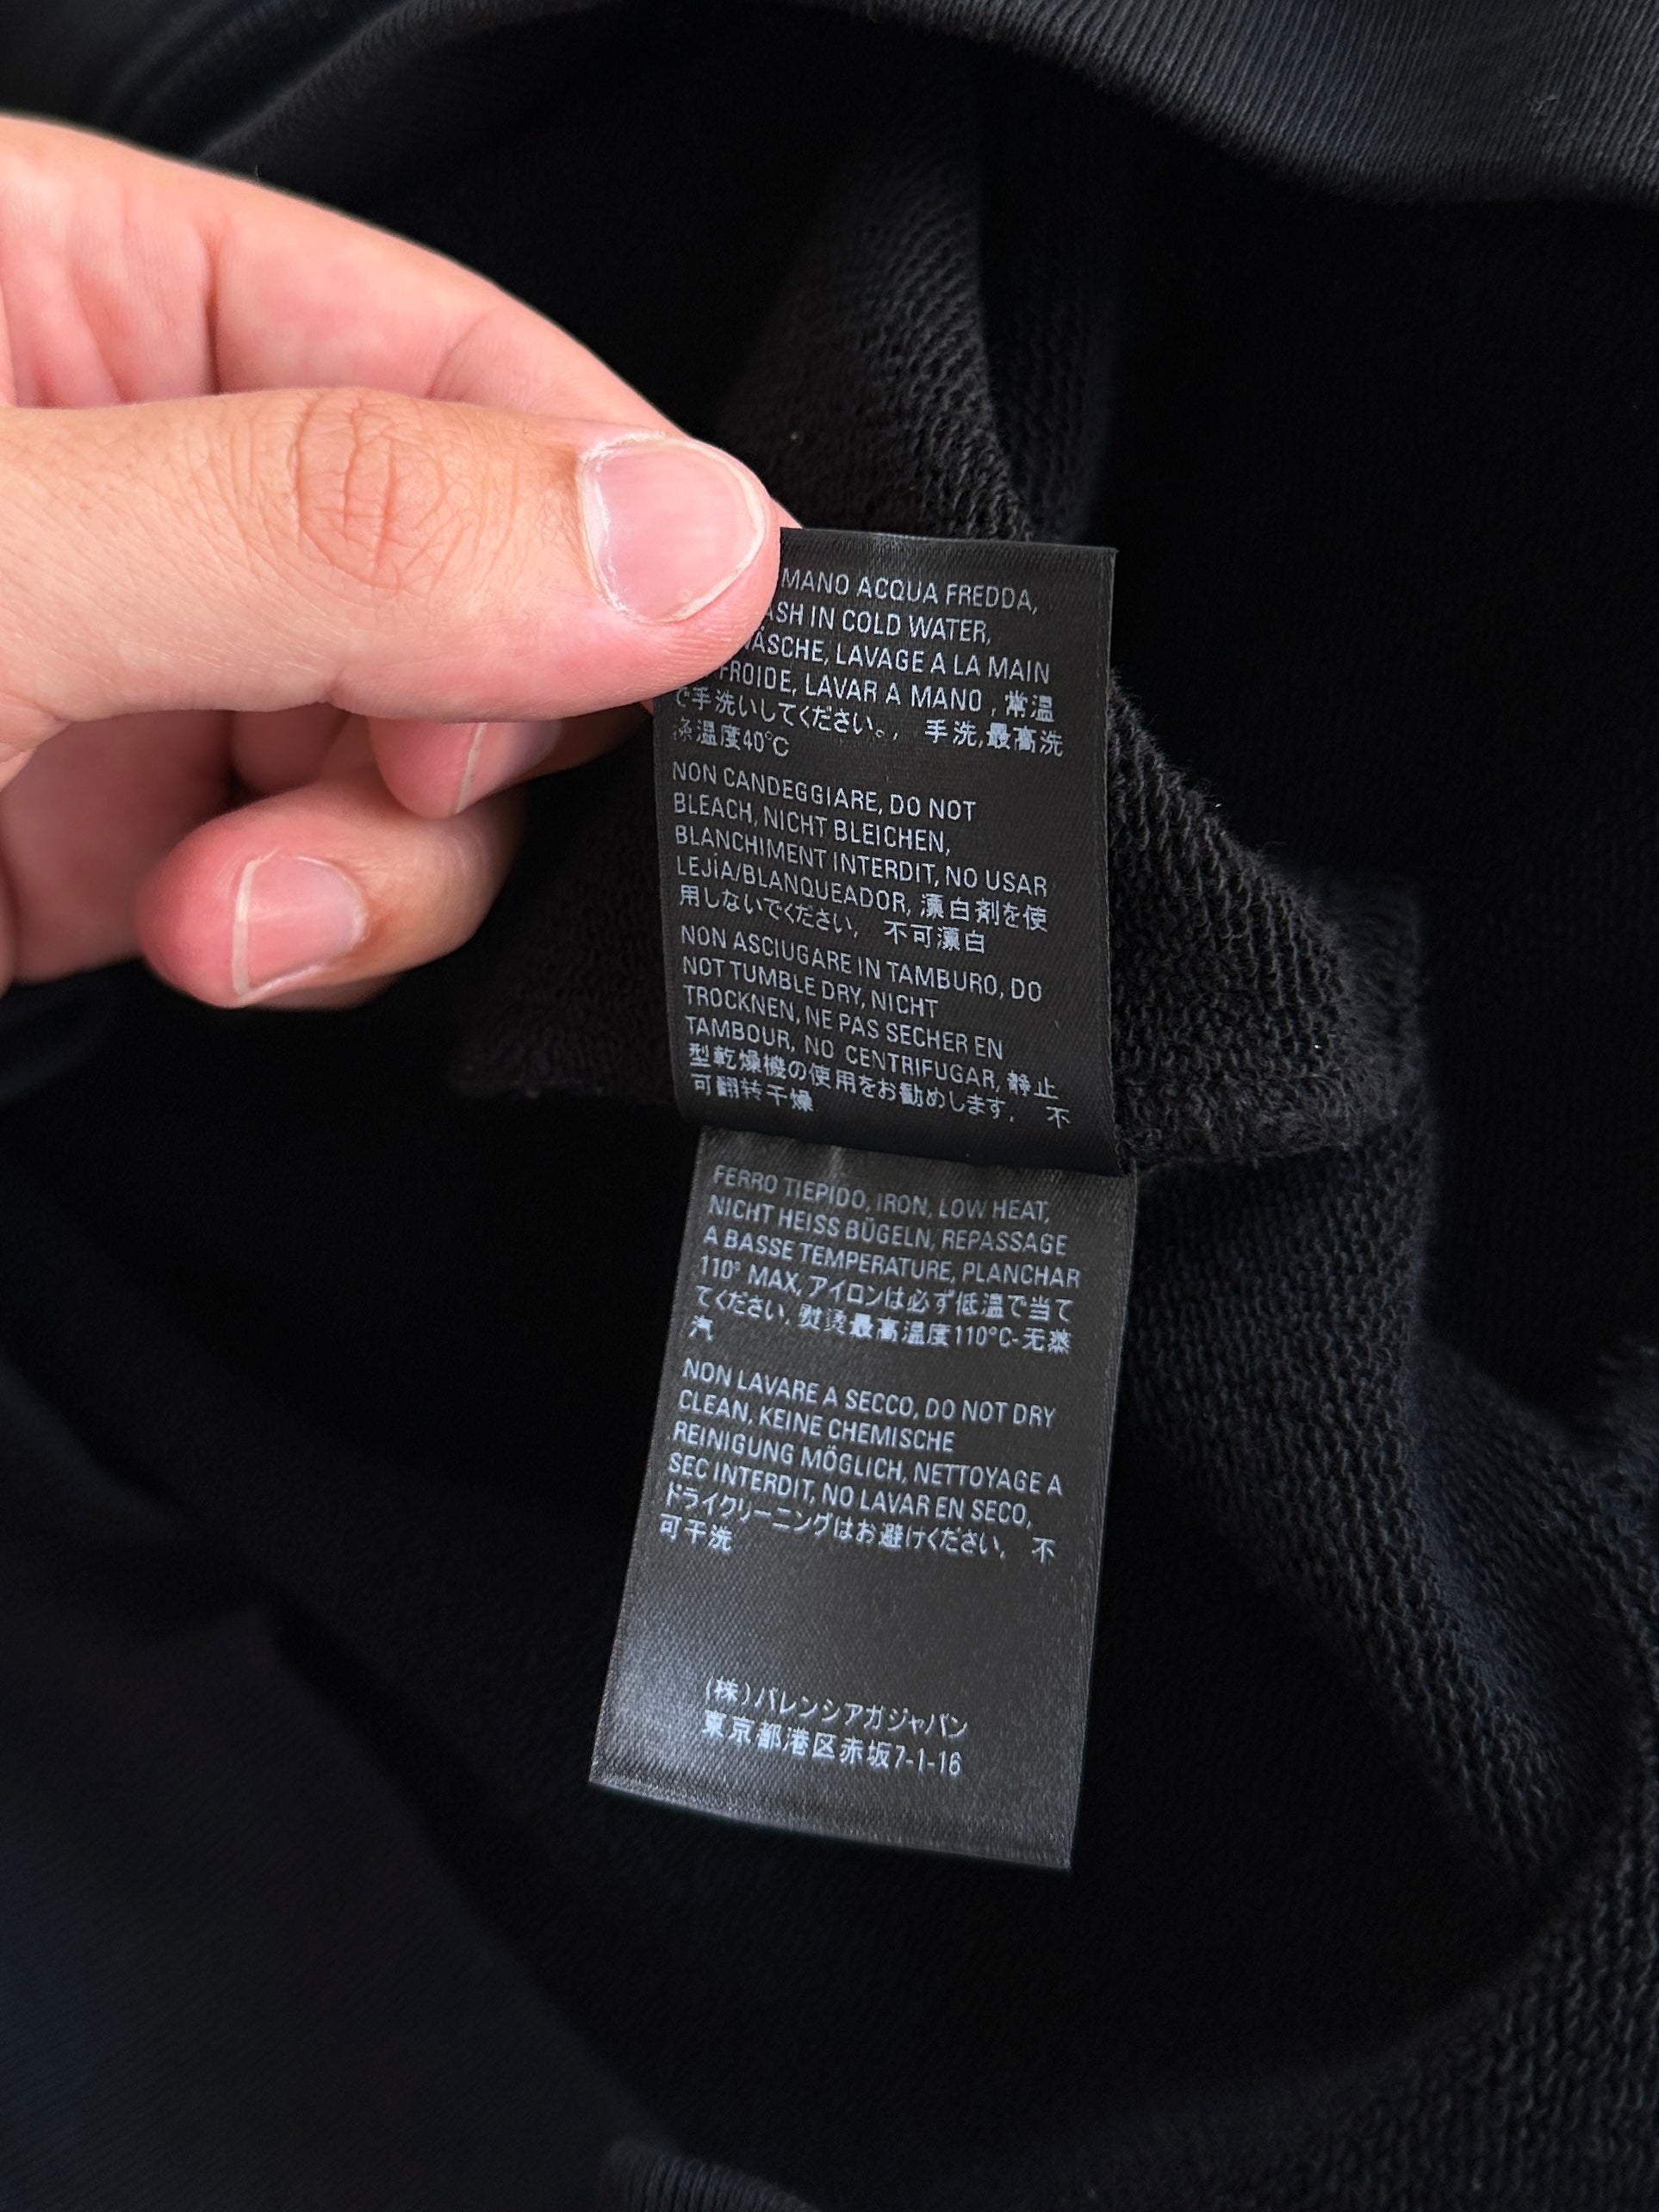 MANO ACQUA FREDDA,
IN COLD WATER,
LAVAGE A LA MAIN
FROIDE, LAVAR A MANO , 常温
で手洗いしてください。, 手洗,最高洗
涤温度40°C
NON CANDEGGIARE, DO NOT
BLEACH, NICHT BLEICHEN,
BLANCHIMENT INTERDIT, NO USAR
LEJÍA/BLANQUEADOR, 漂白剤を使
用しないでください, 不可漂白
NON ASCIUGARE IN TAMBURO, DO
NOT TUMBLE DRY, NICHT
TROCKNEN, NE PAS SECHER EN
TAMBOUR, NO CENTRIFUGAR, 静止
型乾燥機の使用をお勧めします, 不
可翻转干燥
FERRO TIEPIDO, IRON, LOW HEAT,
NICHT HEISS BÜGELN, REPASSAGE
A BASSE TEMPERATURE, PLANCHAR
110° MAX, アイロンは必ず低温で当て
てください, 熨烫最高温度110°C-无蒸
汽
NON LAVARE A SECCO, DO NOT DRY
CLEAN, KEINE CHEMISCHE
REINIGUNG MÖGLICH, NETTOYAGE A
SEC INTERDIT, NO LAVAR EN SECO,
ドライクリーニングはお避けください, 不
可干洗
(株)バレンシアガジャパン
東京都港区赤坂7-1-16